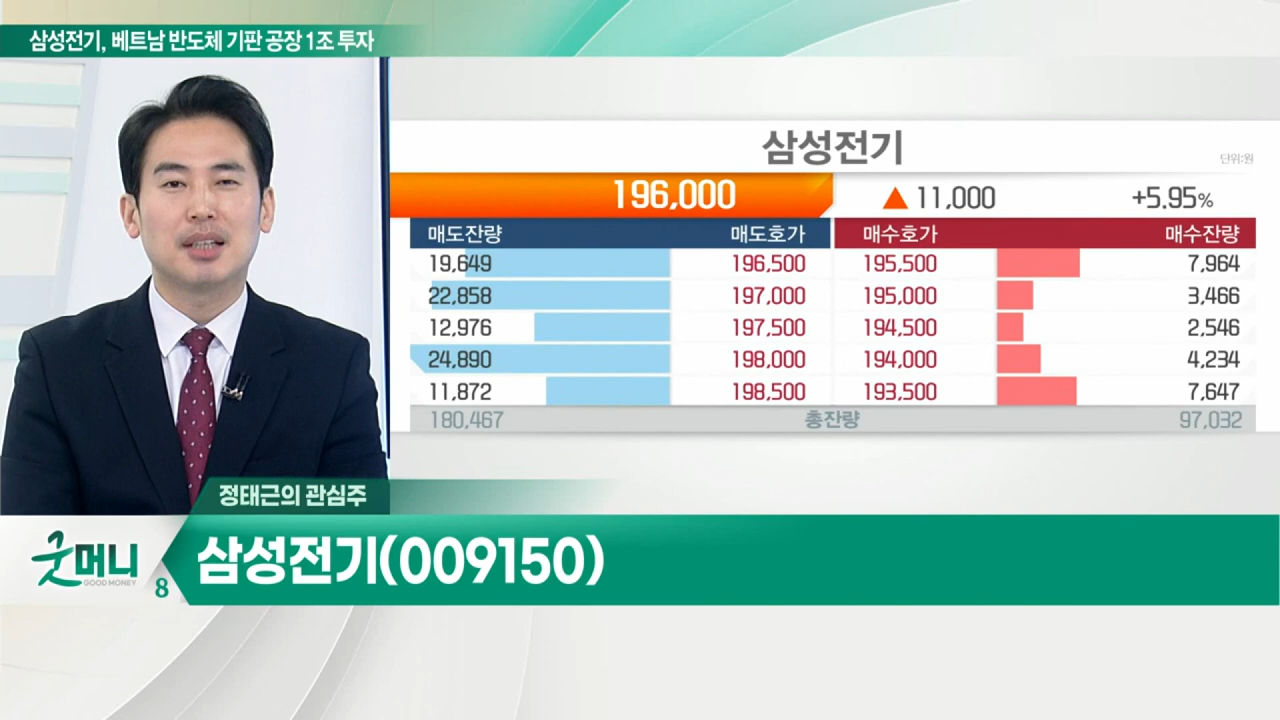 삼성전기, 베트남 반도체 기판 공장 1조 투자
삼성전기
단위:원
196,000 ▲ 11,000 +5.95%
매도잔량 매도호가 매수호가 매수잔량
19,649 196,500 195,500 7,964
22,858 197,000 195,000 3,466
12,976 197,500 194,500 2,546
24,890 198,000 194,000 4,234
11,872 198,500 193,500 7,647
180,467 총잔량 97,032
정태근의 관심주
굿머니
GOOD MONEY
8
삼성전기(009150)